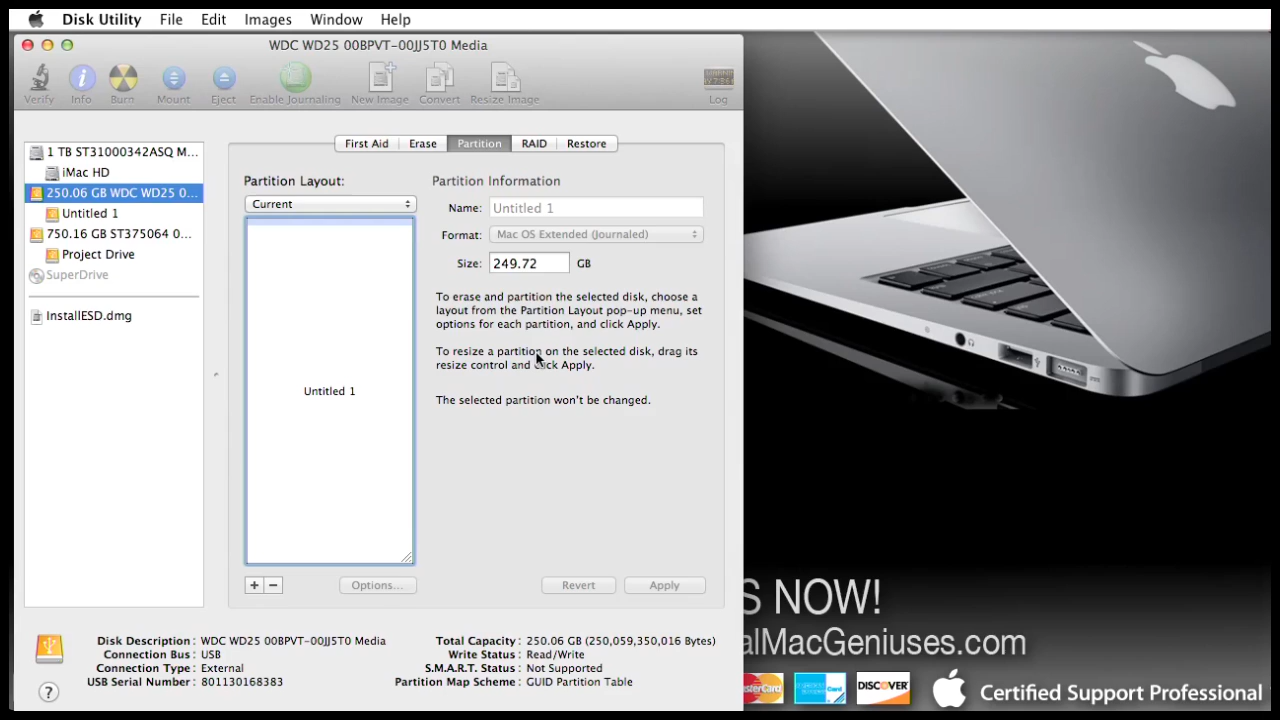 Disk Utility File Edit Images Window Help
WDC WD25 00BPVT-00JJ5T0 Media
Verify Info Burn Mount Eject Enable Journaling New Image Convert Resize Image Log
First Aid Erase Partition RAID Restore
1 TB ST31000342ASQ M...
iMac HD
250.06 GB WDC WD25 0...
Untitled 1
750.16 GB ST375064 0...
Project Drive
SuperDrive
InstallESD.dmg
Partition Layout:
Current
Untitled 1
+ −
Options...
Partition Information
Name: Untitled 1
Format: Mac OS Extended (Journaled)
Size: 249.72 GB
To erase and partition the selected disk, choose a
layout from the Partition Layout pop-up menu, set
options for each partition, and click Apply.
To resize a partition on the selected disk, drag its
resize control and click Apply.
The selected partition won't be changed.
Revert Apply
Disk Description : WDC WD25 00BPVT-00JJ5T0 Media
Connection Bus : USB
Connection Type : External
USB Serial Number : 801130168383
Total Capacity : 250.06 GB (250,059,350,016 Bytes)
Write Status : Read/Write
S.M.A.R.T. Status : Not Supported
Partition Map Scheme : GUID Partition Table
?
S NOW!
alMacGeniuses.com
DISCOVER
Certified Support Professional